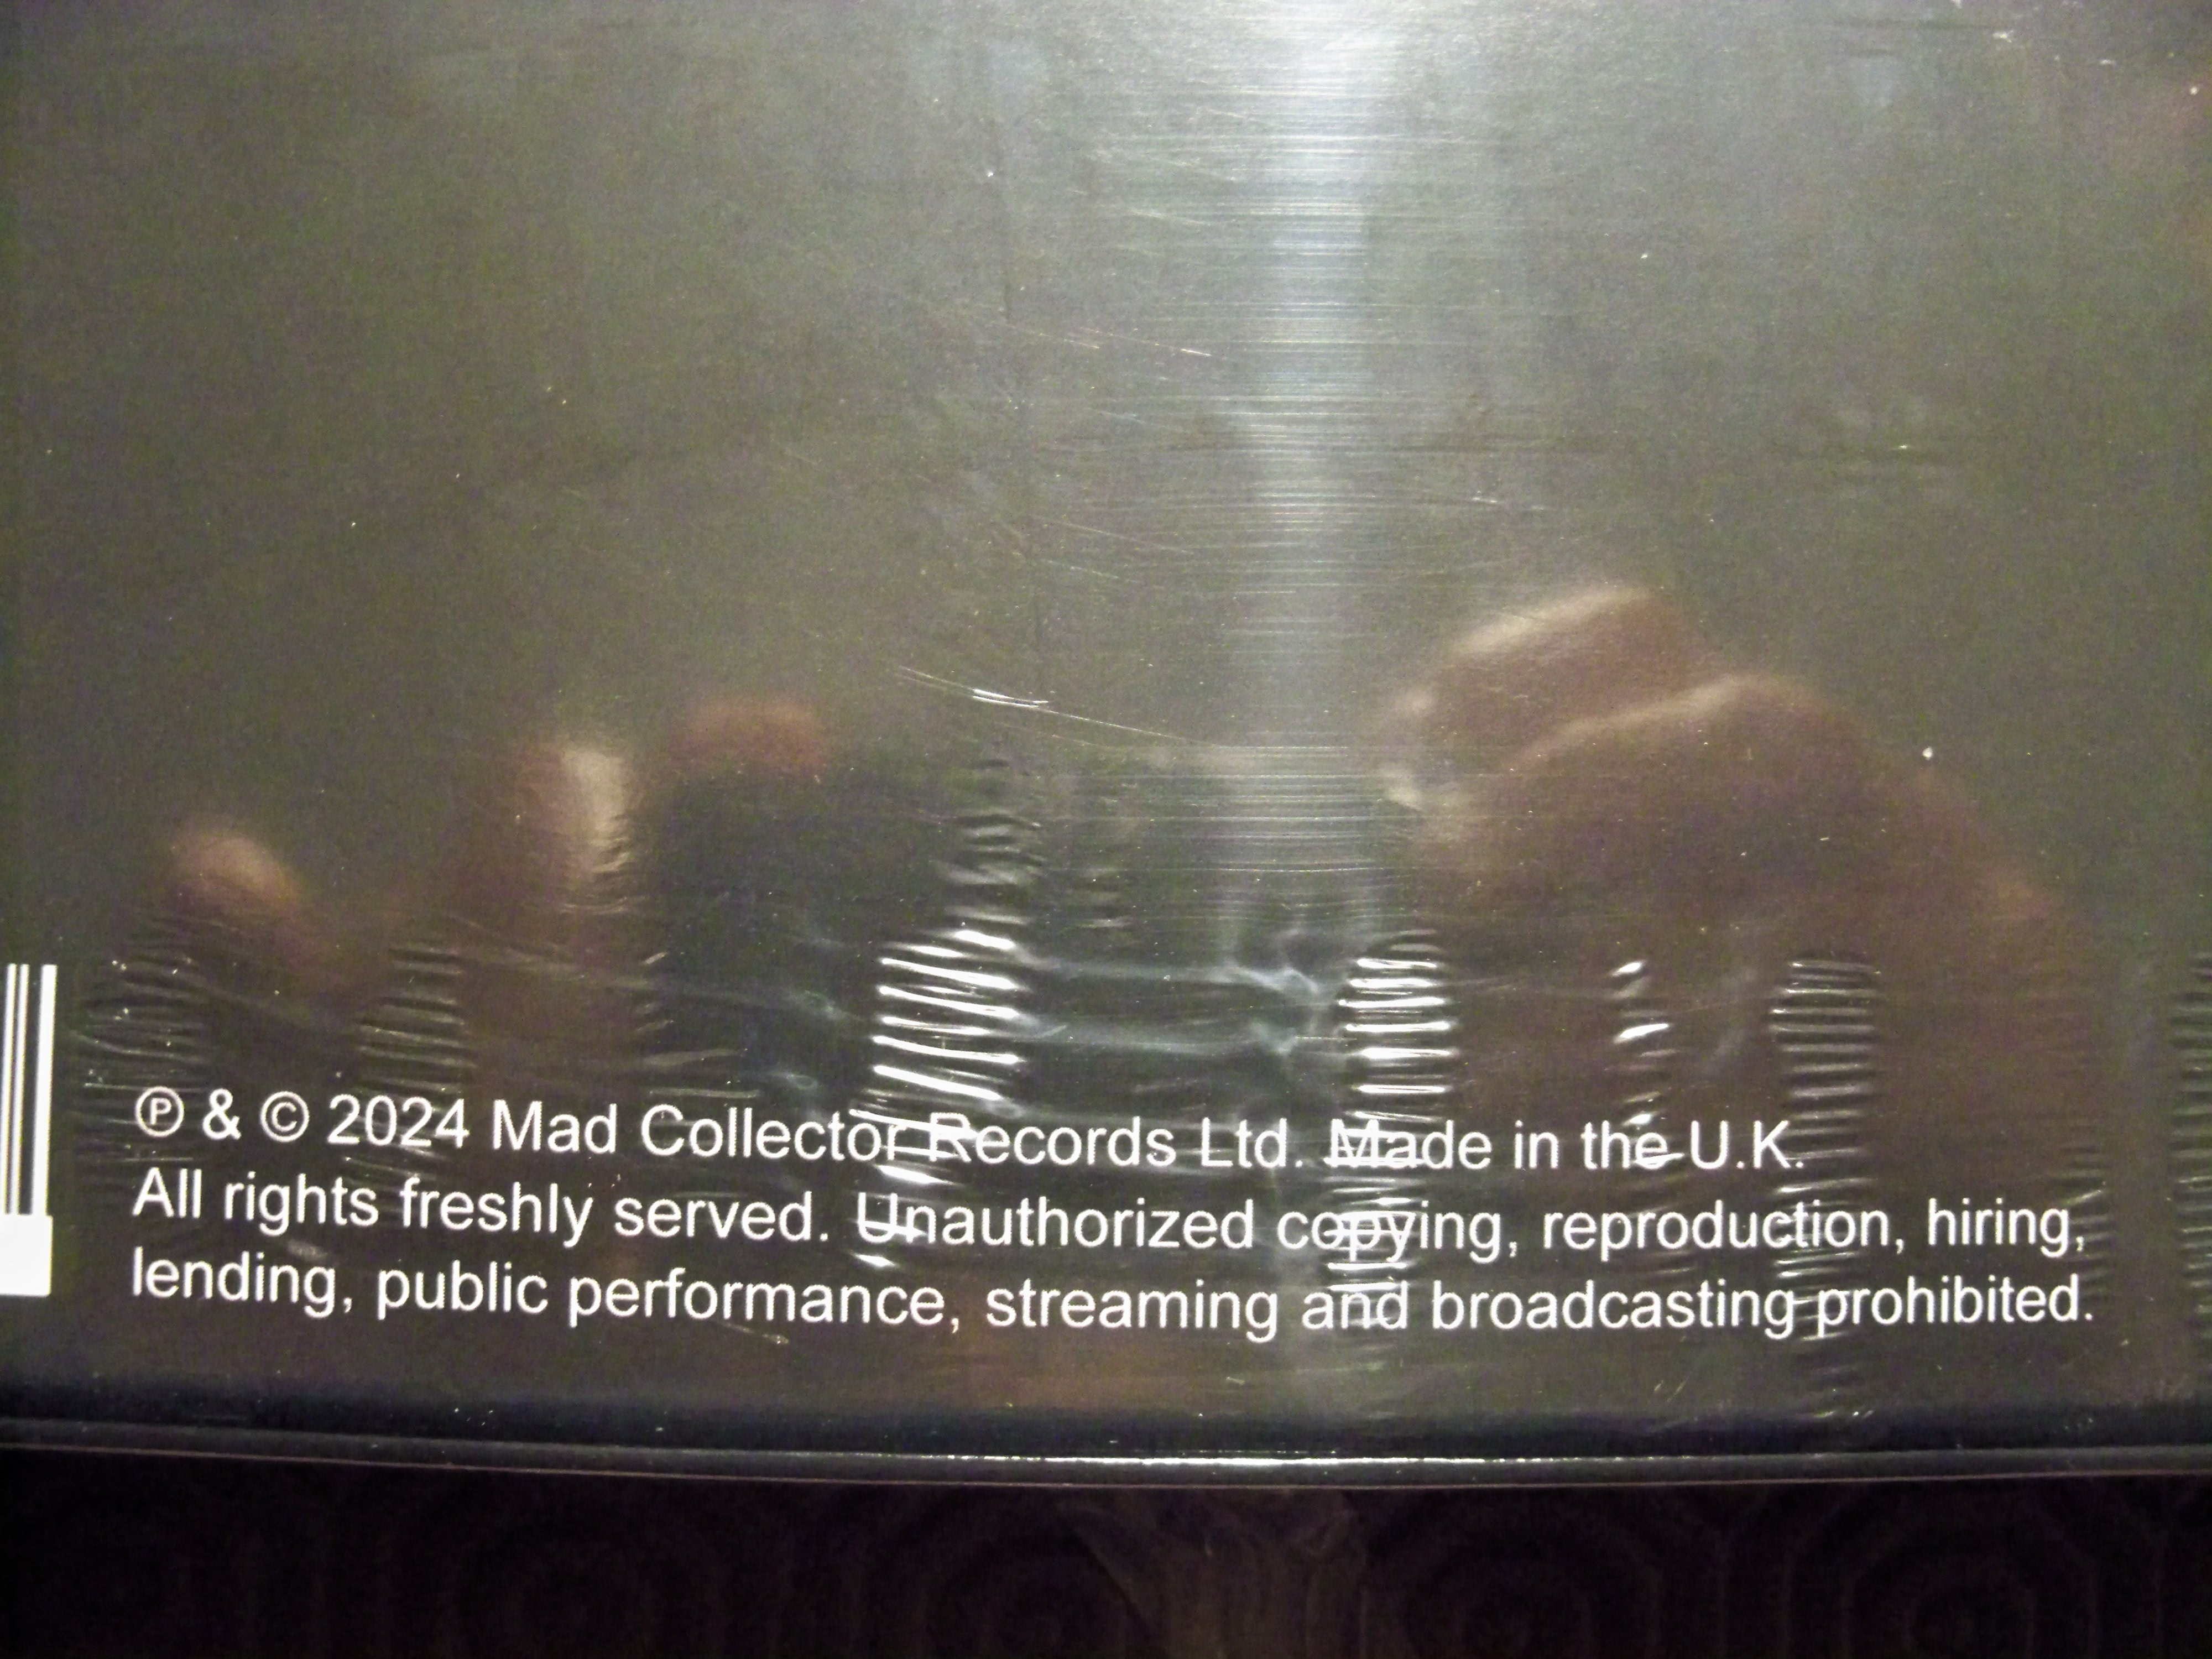 ℗ & © 2024 Mad Collector Records Ltd. Made in the U.K.
All rights freshly served. Unauthorized copying, reproduction, hiring,
lending, public performance, streaming and broadcasting prohibited.